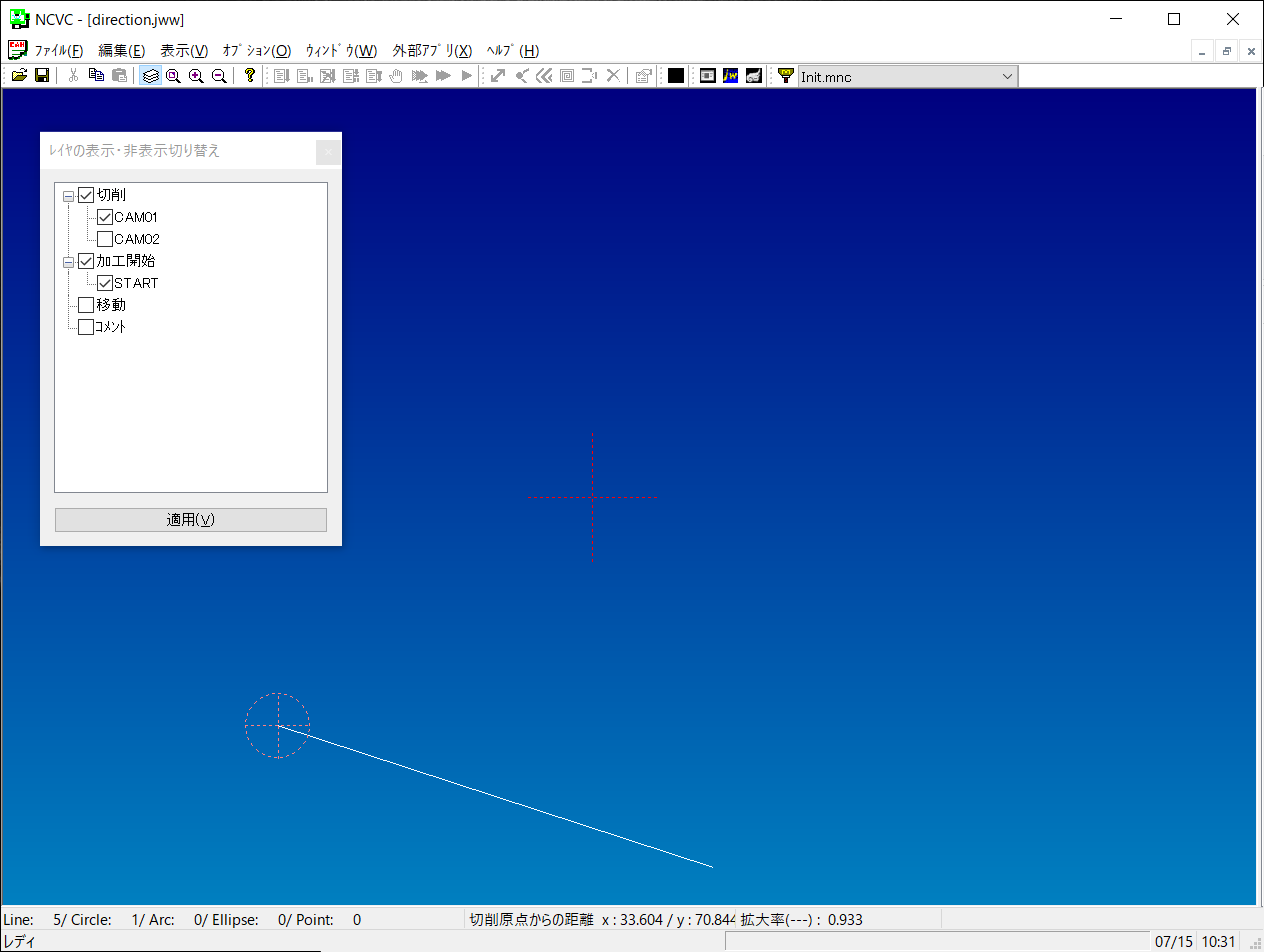 NCVC - [direction.jww]
ﾌｧｲﾙ(F) 編集(E) 表示(V) ｵﾌﾟｼｮﾝ(O) ｳｨﾝﾄﾞｳ(W) 外部ｱﾌﾟﾘ(X) ﾍﾙﾌﾟ(H)
Init.mnc
ﾚｲﾔの表示・非表示切り替え
切削
CAM01
CAM02
加工開始
START
移動
ｺﾒﾝﾄ
適用(V)
Line: 5/ Circle: 1/ Arc: 0/ Ellipse: 0/ Point: 0 切削原点からの距離 x : 33.604 / y : 70.844 拡大率(---) : 0.933
ﾚﾃﾞｨ 07/15 10:31